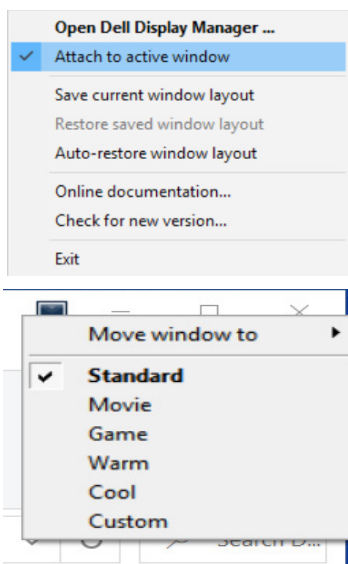 Open Dell Display Manager ...
Attach to active window
Save current window layout
Restore saved window layout
Auto-restore window layout
Online documentation...
Check for new version...
Exit
Move window to
Standard
Movie
Game
Warm
Cool
Custom
Search D...